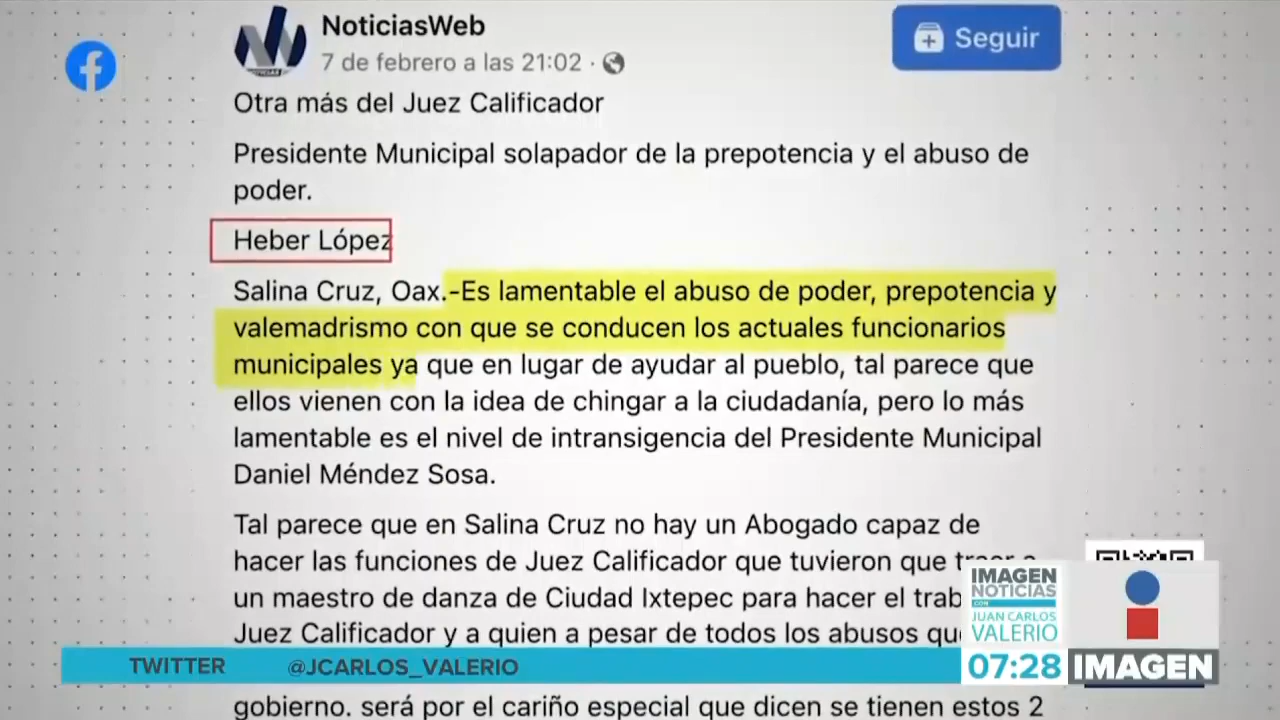 NoticiasWeb
7 de febrero a las 21:02 ·
Seguir
Otra más del Juez Calificador
Presidente Municipal solapador de la prepotencia y el abuso de
poder.
Heber López
Salina Cruz, Oax.-Es lamentable el abuso de poder, prepotencia y
valemadrismo con que se conducen los actuales funcionarios
municipales ya que en lugar de ayudar al pueblo, tal parece que
ellos vienen con la idea de chingar a la ciudadanía, pero lo más
lamentable es el nivel de intransigencia del Presidente Municipal
Daniel Méndez Sosa.
Tal parece que en Salina Cruz no hay un Abogado capaz de
hacer las funciones de Juez Calificador que tuvieron que
un maestro de danza de Ciudad Ixtepec para hacer el
Juez Calificador y a quien a pesar de todos los abusos
gobierno. será por el cariño especial que dicen se tienen estos 2
TWITTER @JCARLOS_VALERIO
IMAGEN
NOTICIAS
CON
JUAN CARLOS
VALERIO
07:28
IMAGEN